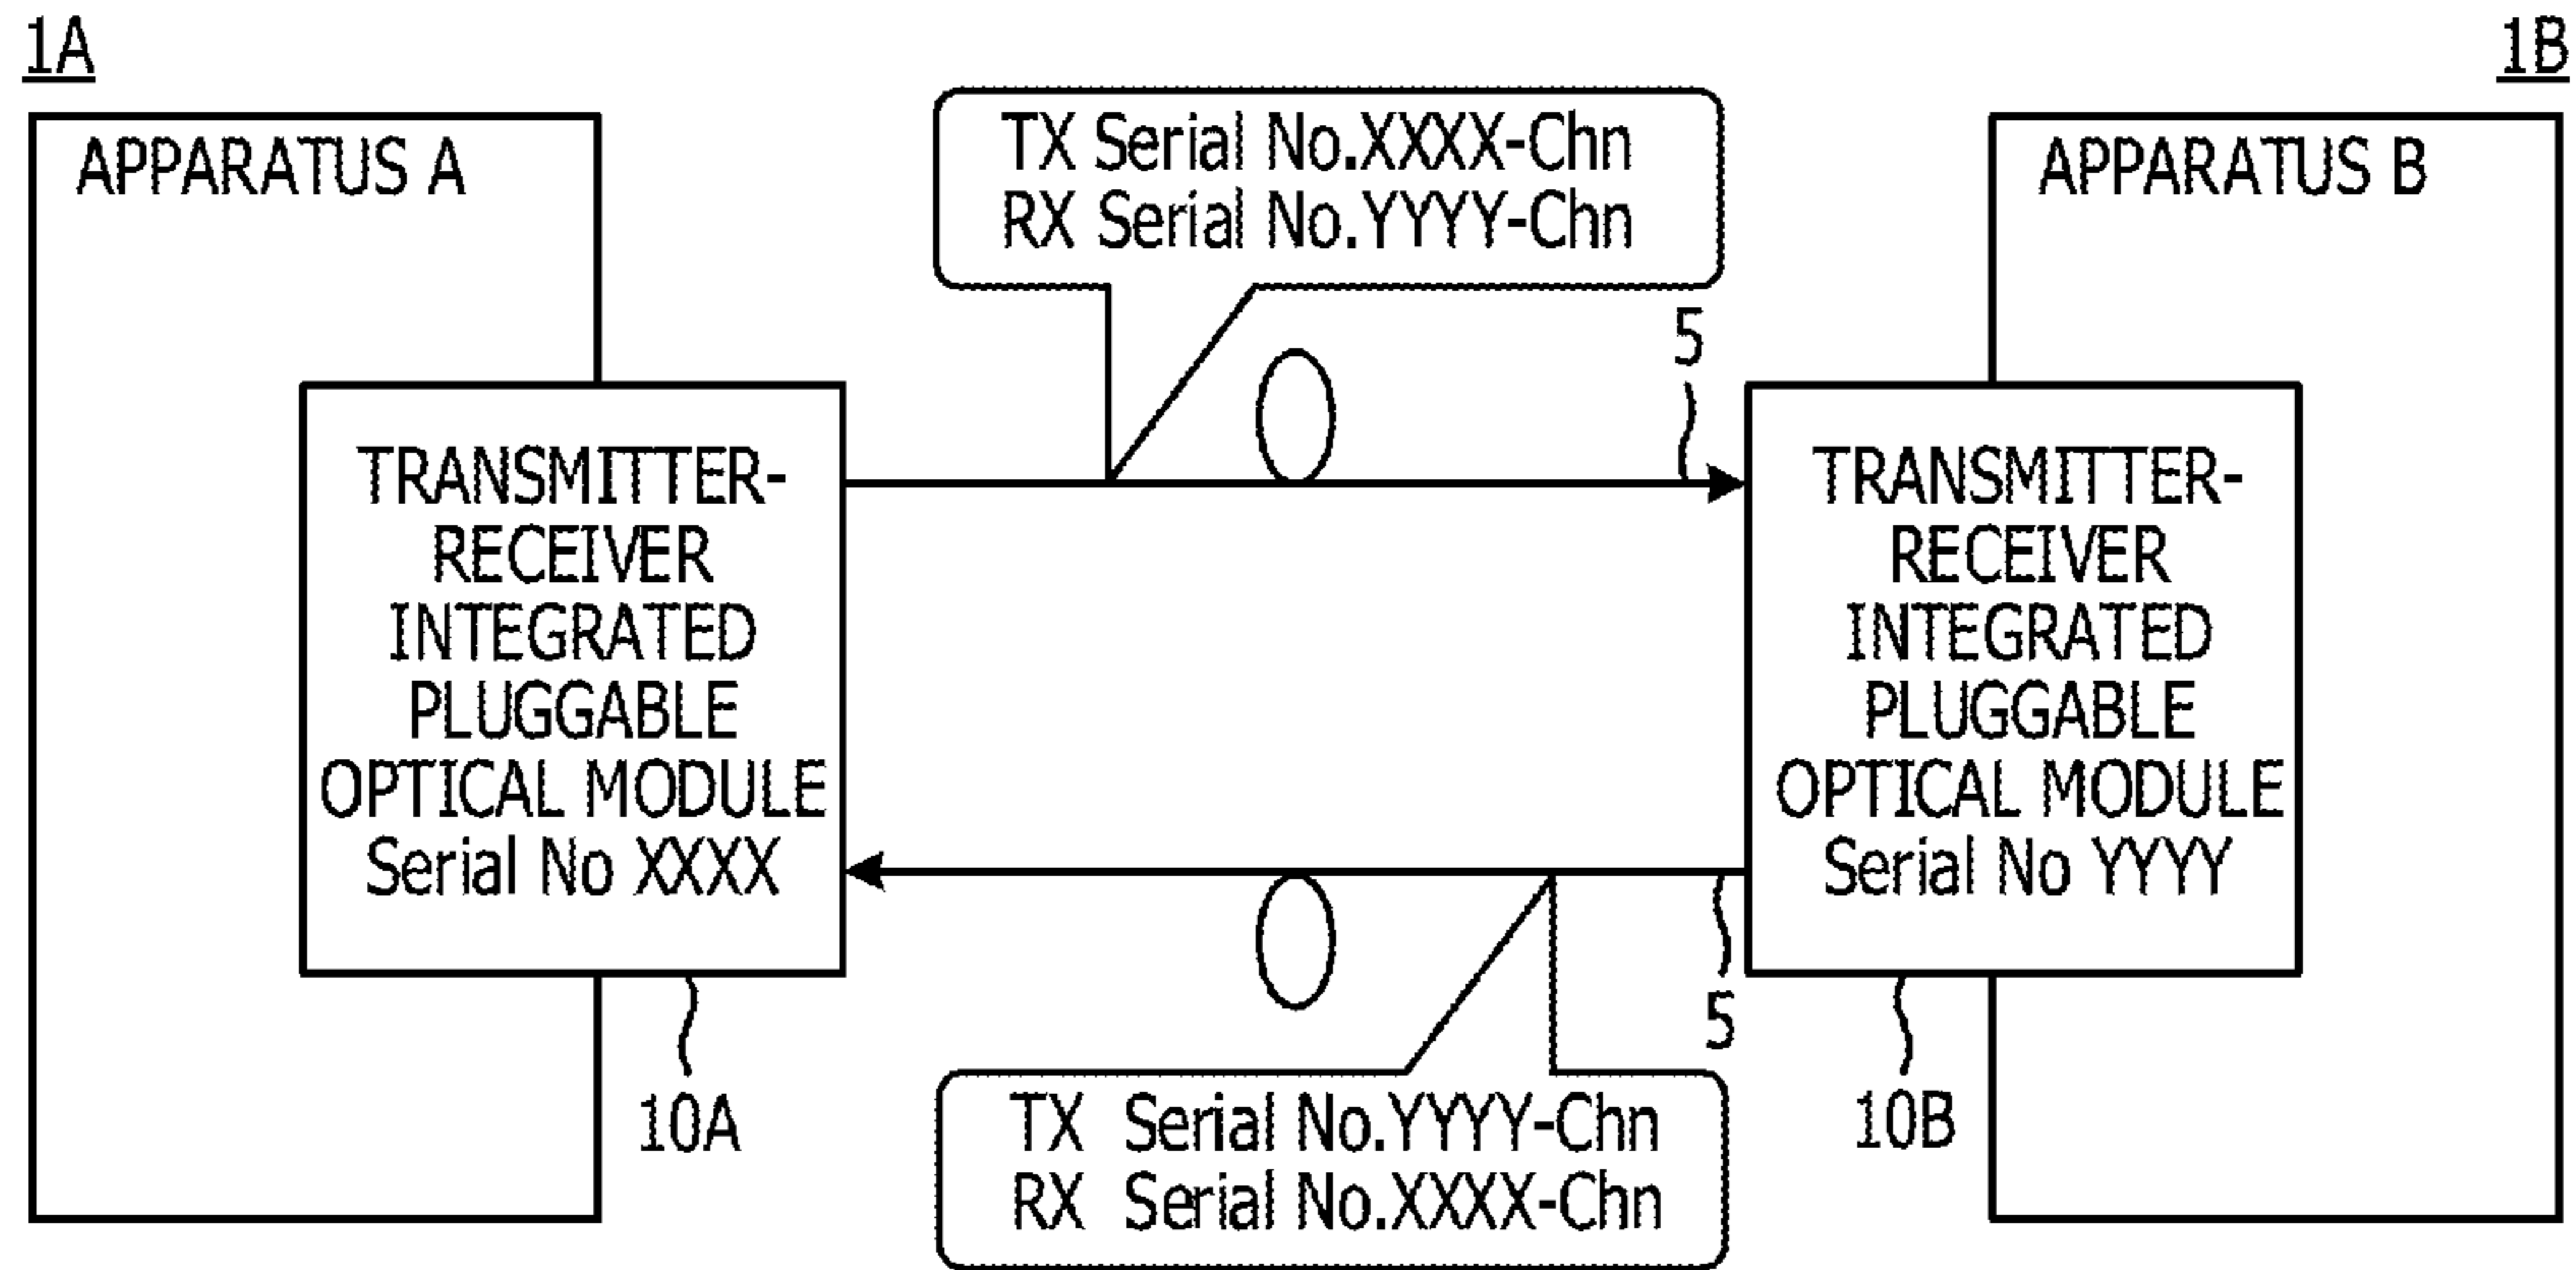 1A
1B
APPARATUS A
TX Serial No.XXXX-Chn
RX Serial No.YYYY-Chn
APPARATUS B
5
TRANSMITTER-
RECEIVER
INTEGRATED
PLUGGABLE
OPTICAL MODULE
Serial No XXXX
TRANSMITTER-
RECEIVER
INTEGRATED
PLUGGABLE
OPTICAL MODULE
Serial No YYYY
5
10A
TX Serial No.YYYY-Chn
RX Serial No.XXXX-Chn
10B